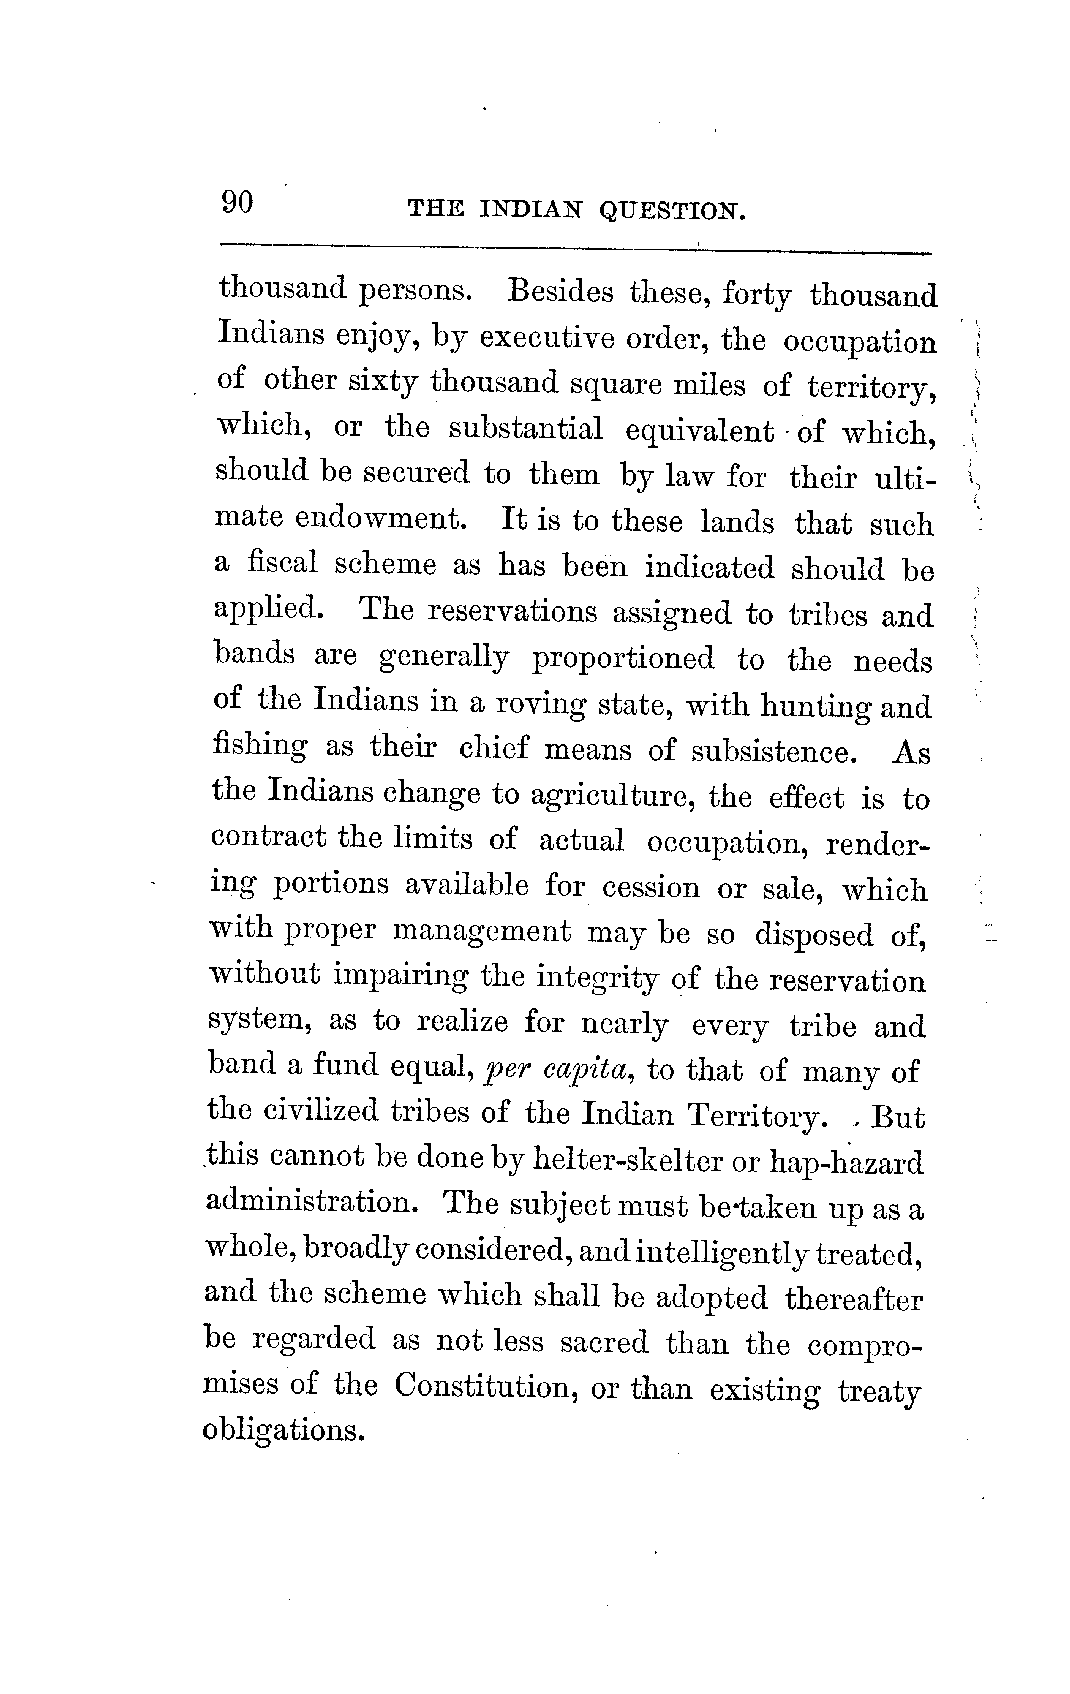 90 THE INDIAN QUESTION.
thousand persons. Besides these, forty thousand
Indians enjoy, by executive order, the occupation
of other sixty thousand square miles of territory,
which, or the substantial equivalent of which,
should be secured to them by law for their ulti-
mate endowment. It is to these lands that such
a fiscal scheme as has been indicated should be
applied. The reservations assigned to tribes and
bands are generally proportioned to the needs
of the Indians in a roving state, with hunting and
fishing as their chief means of subsistence. As
the Indians change to agriculture, the effect is to
contract the limits of actual occupation, render-
ing portions available for cession or sale, which
with proper management may be so disposed of,
without impairing the integrity of the reservation
system, as to realize for nearly every tribe and
band a fund equal, per capita, to that of many of
the civilized tribes of the Indian Territory. But
this cannot be done by helter-skelter or hap-hazard
administration. The subject must be taken up as a
whole, broadly considered, and intelligently treated,
and the scheme which shall be adopted thereafter
be regarded as not less sacred than the compro-
mises of the Constitution, or than existing treaty
obligations.